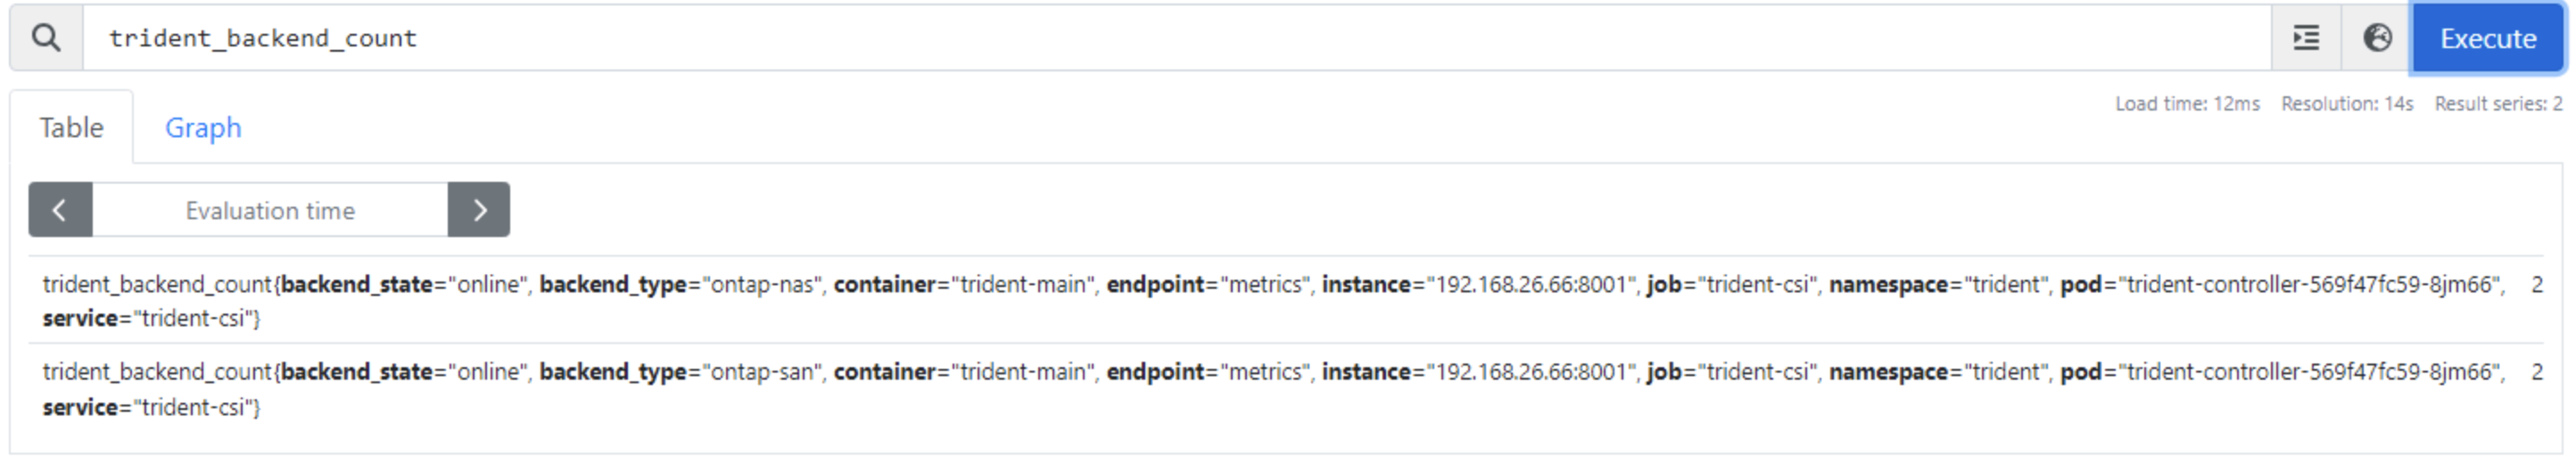 trident_backend_count
Execute
Load time: 12ms Resolution: 14s Result series: 2
Table
Graph
Evaluation time
trident_backend_count{backend_state="online", backend_type="ontap-nas", container="trident-main", endpoint="metrics", instance="192.168.26.66:8001", job="trident-csi", namespace="trident", pod="trident-controller-569f47fc59-8jm66", 2
service="trident-csi"}
trident_backend_count{backend_state="online", backend_type="ontap-san", container="trident-main", endpoint="metrics", instance="192.168.26.66:8001", job="trident-csi", namespace="trident", pod="trident-controller-569f47fc59-8jm66", 2
service="trident-csi"}